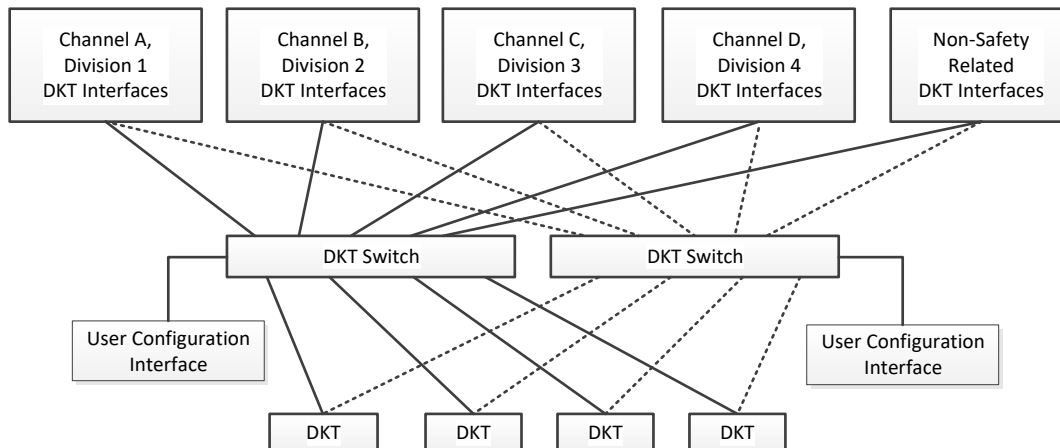 Channel A,
Division 1
DKT Interfaces
Channel B,
Division 2
DKT Interfaces
Channel C,
Division 3
DKT Interfaces
Channel D,
Division 4
DKT Interfaces
Non-Safety
Related
DKT Interfaces
DKT Switch
DKT Switch
User Configuration
Interface
User Configuration
Interface
DKT
DKT
DKT
DKT